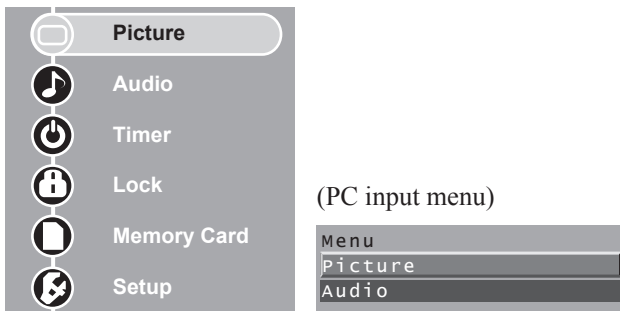 Picture
Audio
Timer
Lock
Memory Card
Setup
(PC input menu)
Menu
Picture
Audio